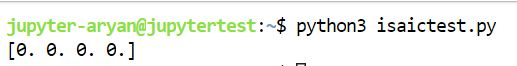 jupyter-aryan@jupytertest:~$ python3 isaictest.py
[0. 0. 0. 0.]